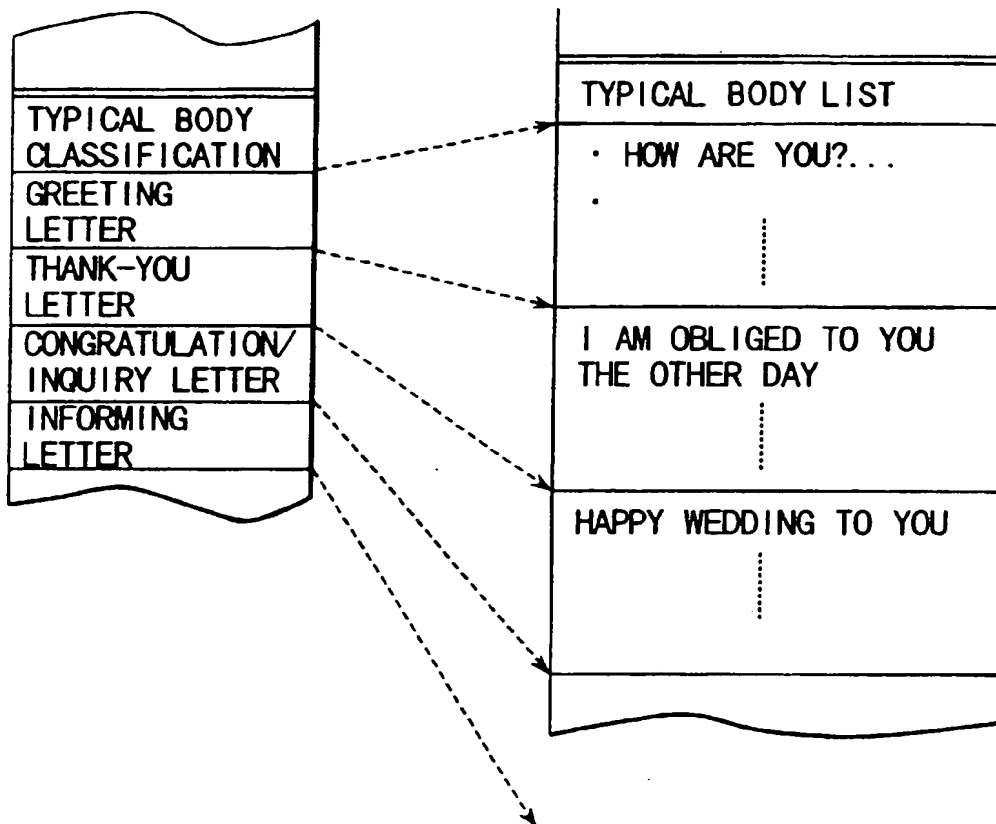 TYPICAL BODY
CLASSIFICATION
GREETING
LETTER
THANK-YOU
LETTER
CONGRATULATION/
INQUIRY LETTER
INFORMING
LETTER
TYPICAL BODY LIST
· HOW ARE YOU?...
·
I AM OBLIGED TO YOU
THE OTHER DAY
HAPPY WEDDING TO YOU